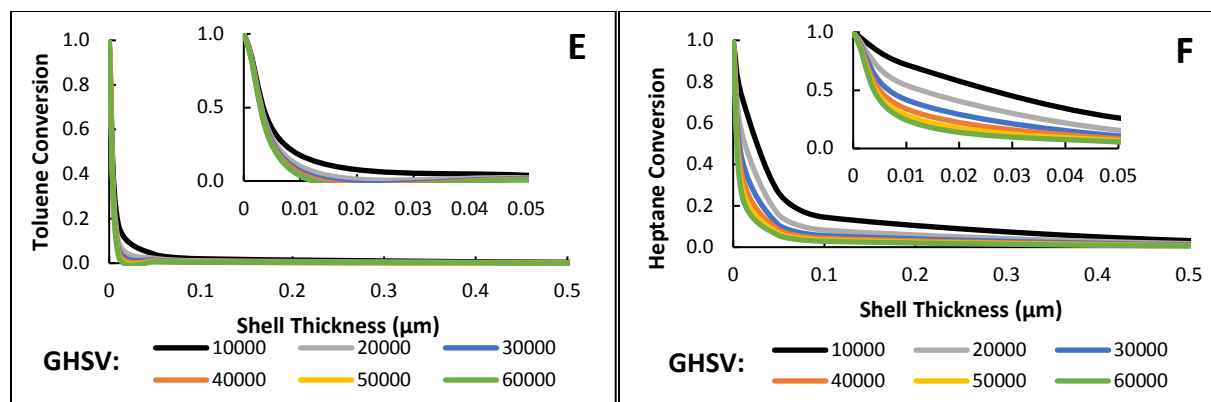 E
Toluene Conversion
1.0
0.8
0.6
0.4
0.2
0.0
0 0.1 0.2 0.3 0.4 0.5
Shell Thickness (µm)
1.0
0.5
0.0
0 0.01 0.02 0.03 0.04 0.05
GHSV: 10000 20000 30000
40000 50000 60000
F
Heptane Conversion
1.0
0.8
0.6
0.4
0.2
0.0
0 0.1 0.2 0.3 0.4 0.5
Shell Thickness (µm)
1.0
0.5
0.0
0 0.01 0.02 0.03 0.04 0.05
GHSV: 10000 20000 30000
40000 50000 60000